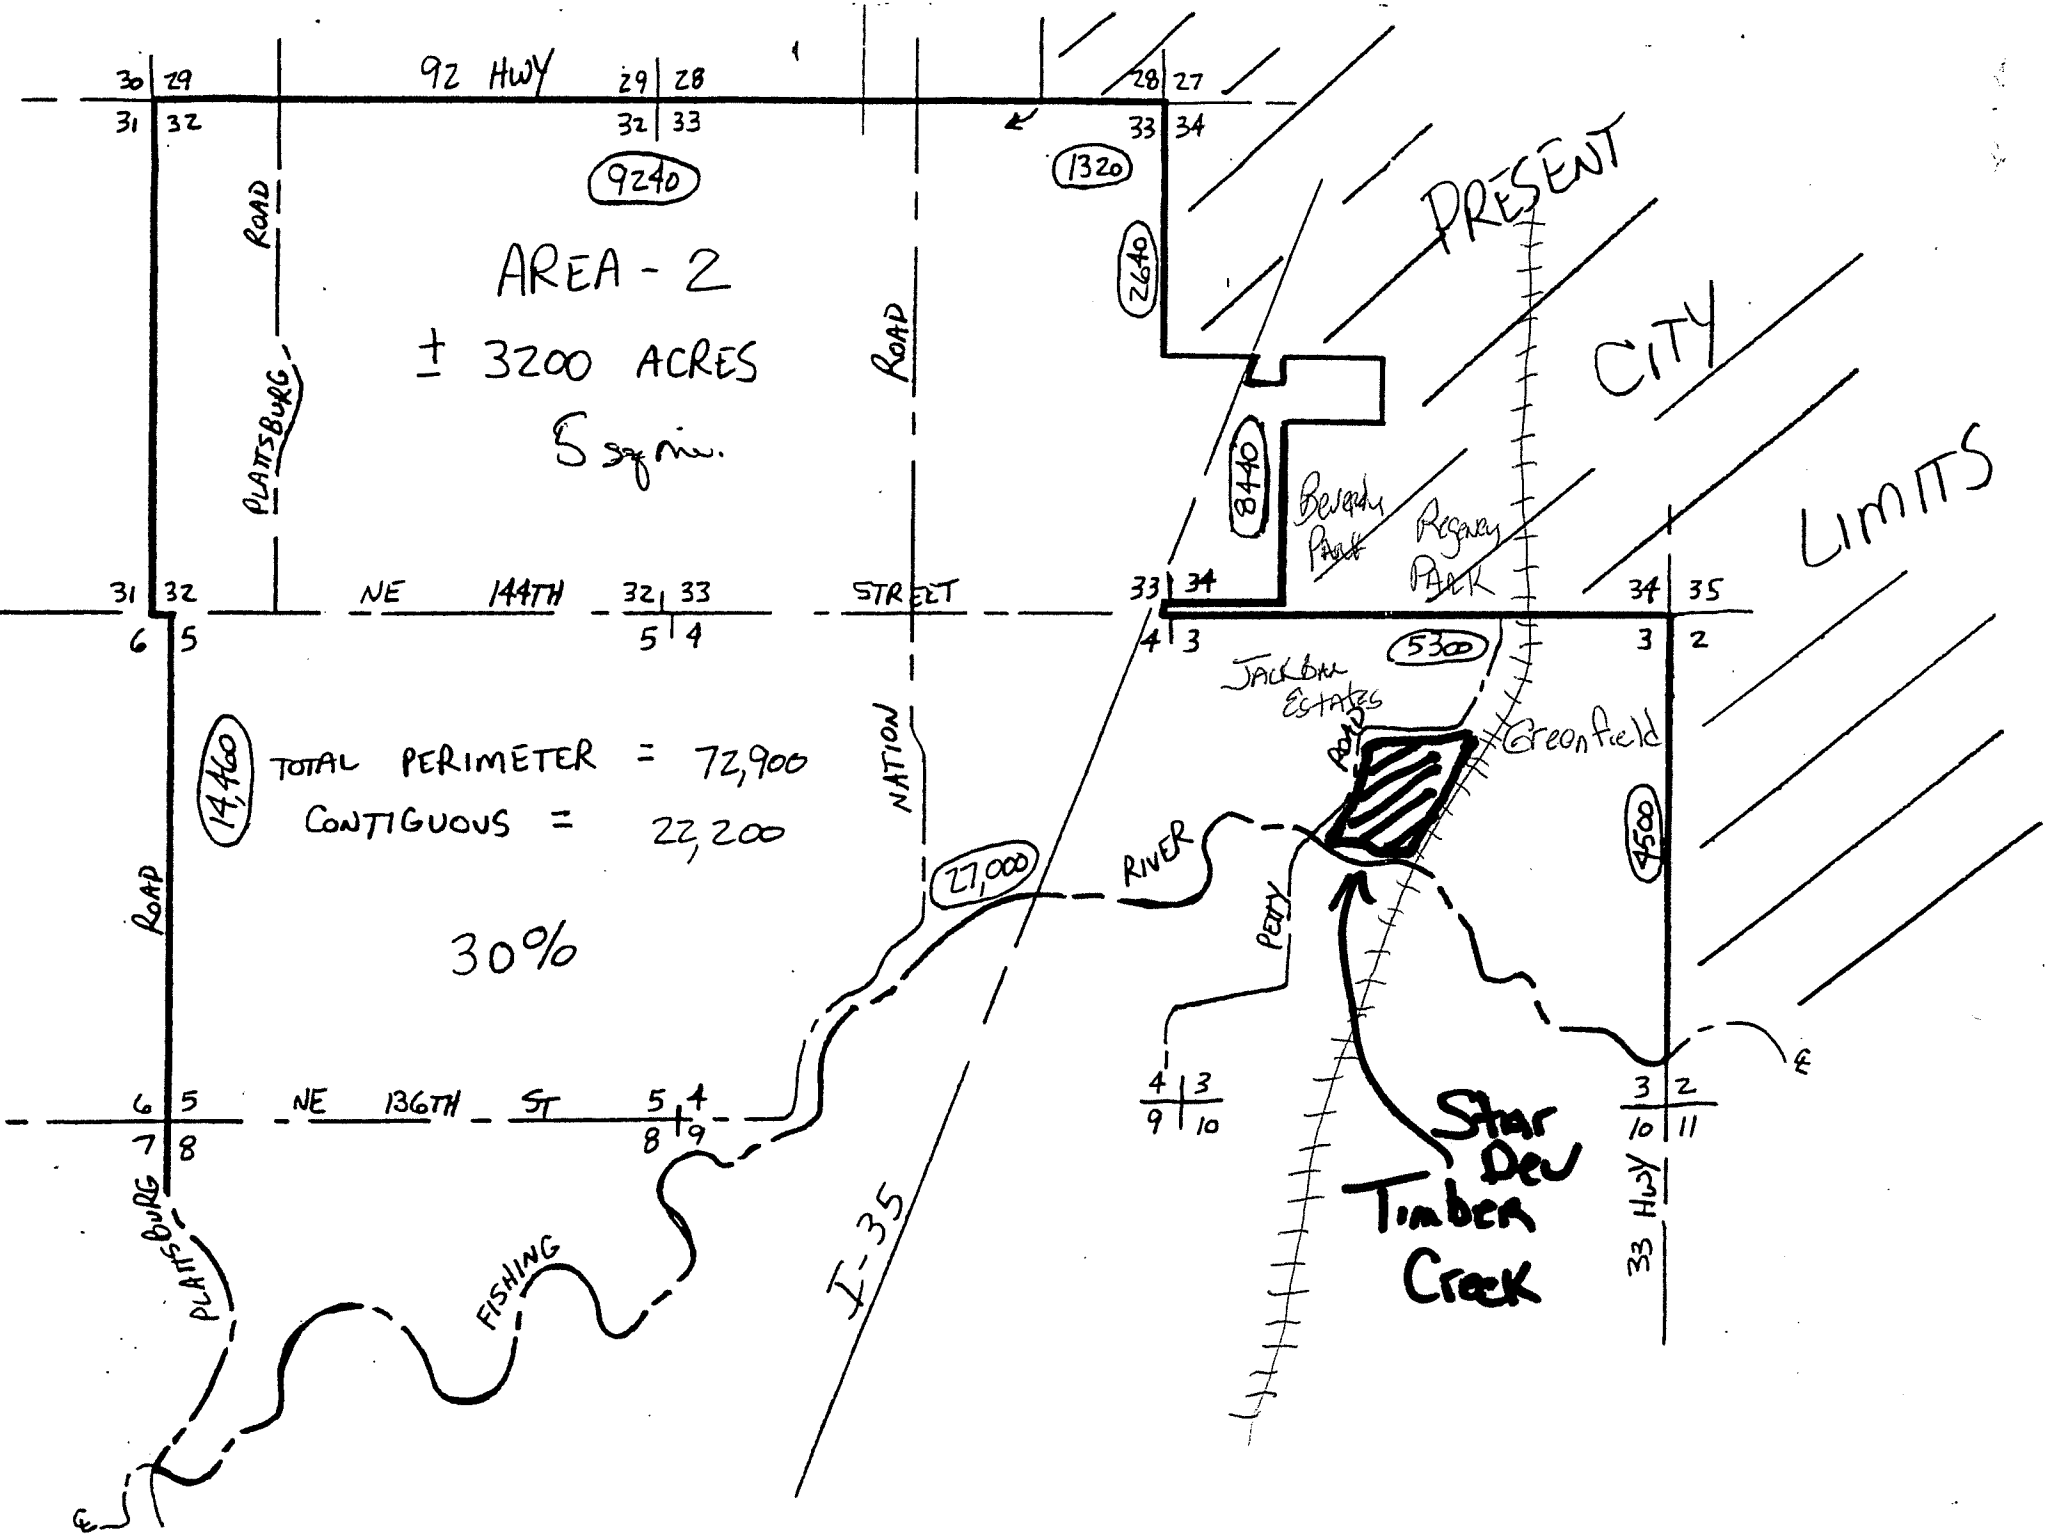 30 29
92 HWY
29 28
28 27
31 32
32 33
33 34
9240
1320
PRESENT
ROAD
2640
AREA - 2
± 3200 ACRES
5 sq mi.
ROAD
CITY
PLATTSBURG
8440
Beverly
Park
Regency
PARK
LIMITS
31 32
NE 144TH
32 33
STREET
33 34
34 35
6 5
5 4
4 3
5300
3 2
JACKBAR
ESTATES
ROAD
Greenfield
14,460
TOTAL PERIMETER = 72,900
CONTIGUOUS = 22,200
NATION
4500
27,000
RIVER
ROAD
30%
PETTY
6 5
NE 136TH ST
5 4
4 3
3 2
7 8
8 9
9 10
10 11
Star
Dev
Timber
Creek
PLATTSBURG
33 HWY
FISHING
I-35
℄
℄